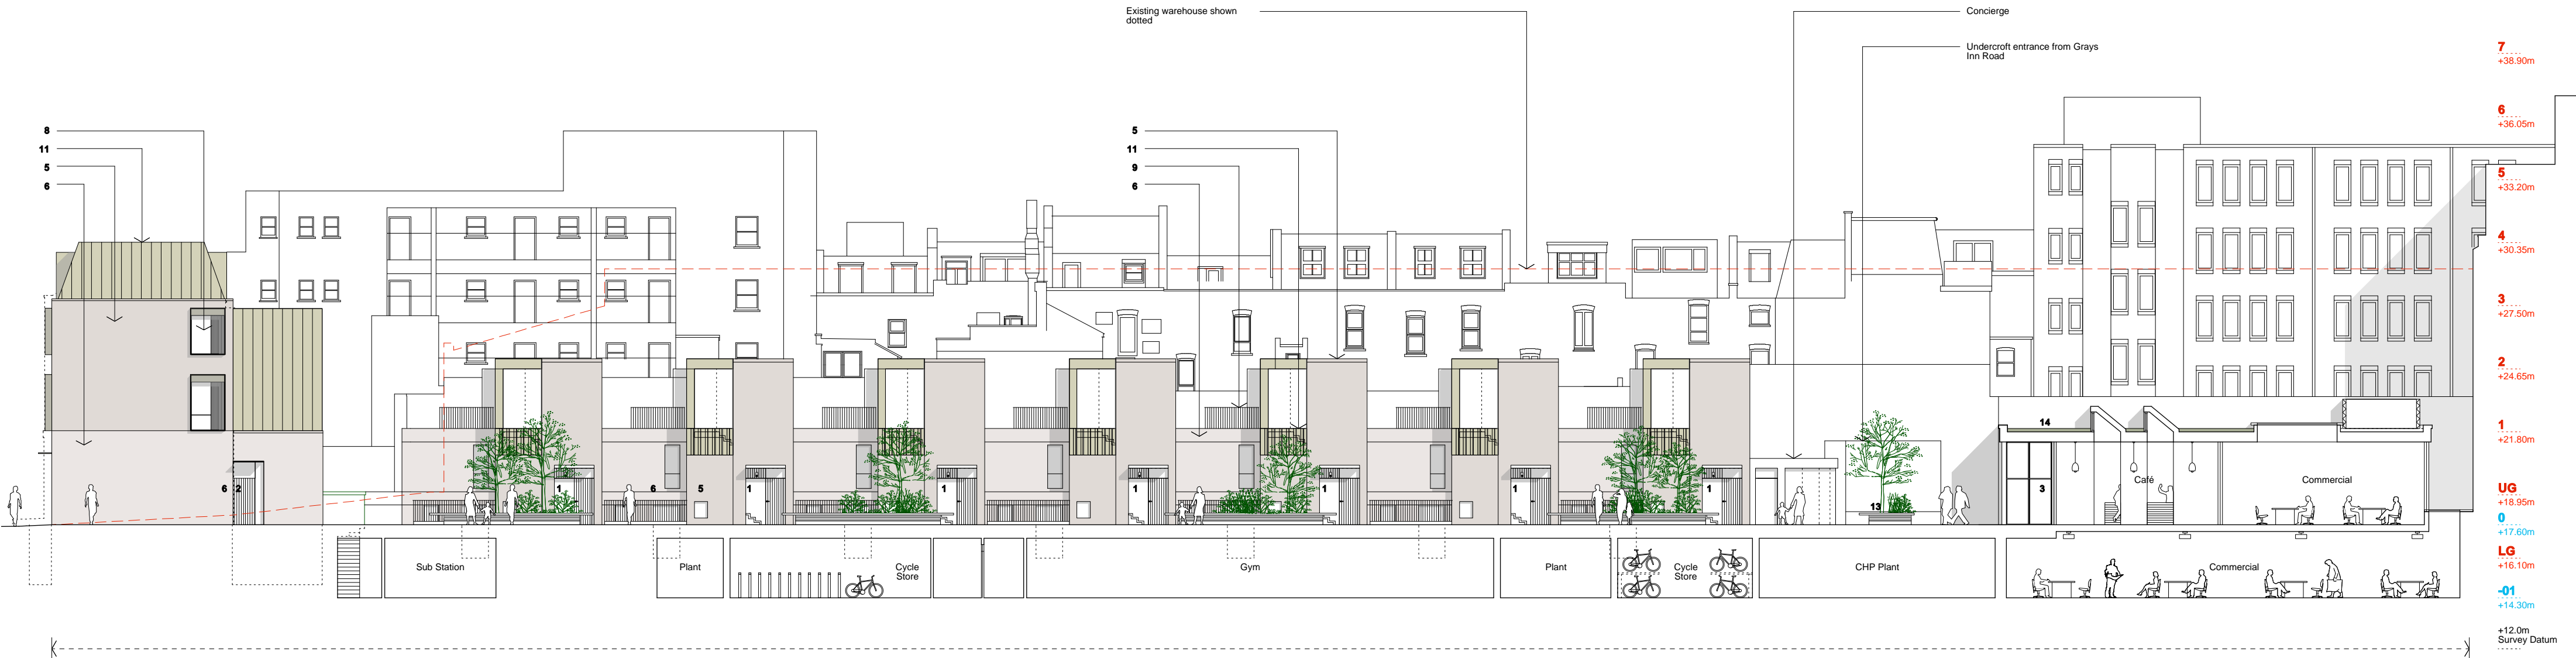 Existing warehouse shown
dotted
Concierge
Undercroft entrance from Grays
Inn Road
8
11
5
6
5
11
9
6
7
+38.90m
6
+36.05m
5
+33.20m
4
+30.35m
3
+27.50m
2
+24.65m
1
+21.80m
UG
+18.95m
0
+17.60m
LG
+16.10m
-01
+14.30m
+12.0m
Survey Datum
14
6 2
1
6
5
1
1
1
1
1
1
13
3
Café
Commercial
Sub Station
Plant
Cycle
Store
Gym
Plant
Cycle
Store
CHP Plant
Commercial